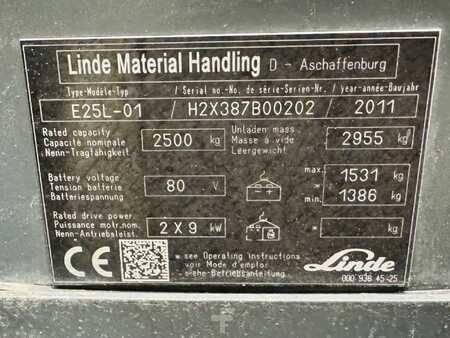 Linde Material Handling D - Aschaffenburg
Type-Modèle-Typ / Serial no.-No. de série-Serien-Nr. / year-année-Baujahr
E25L-01 / H2X387B00202 / 2011
Rated capacity
Capacité nominale
Nenn-Tragfähigkeit
2500 kg
Unladen mass
Masse à vide
Leergewicht
* 2955 kg
Battery voltage
Tension batterie
Batteriespannung
80 V
max. 1531 kg
*
min. 1386 kg
Rated drive power
Puissance motr.nom.
Nenn-Antriebsleist.
2 X 9 kW
* kg
CE
* see Operating Instructions
voir Mode d'emploi
siehe Betriebsanleitung
Linde
000 936 45-25